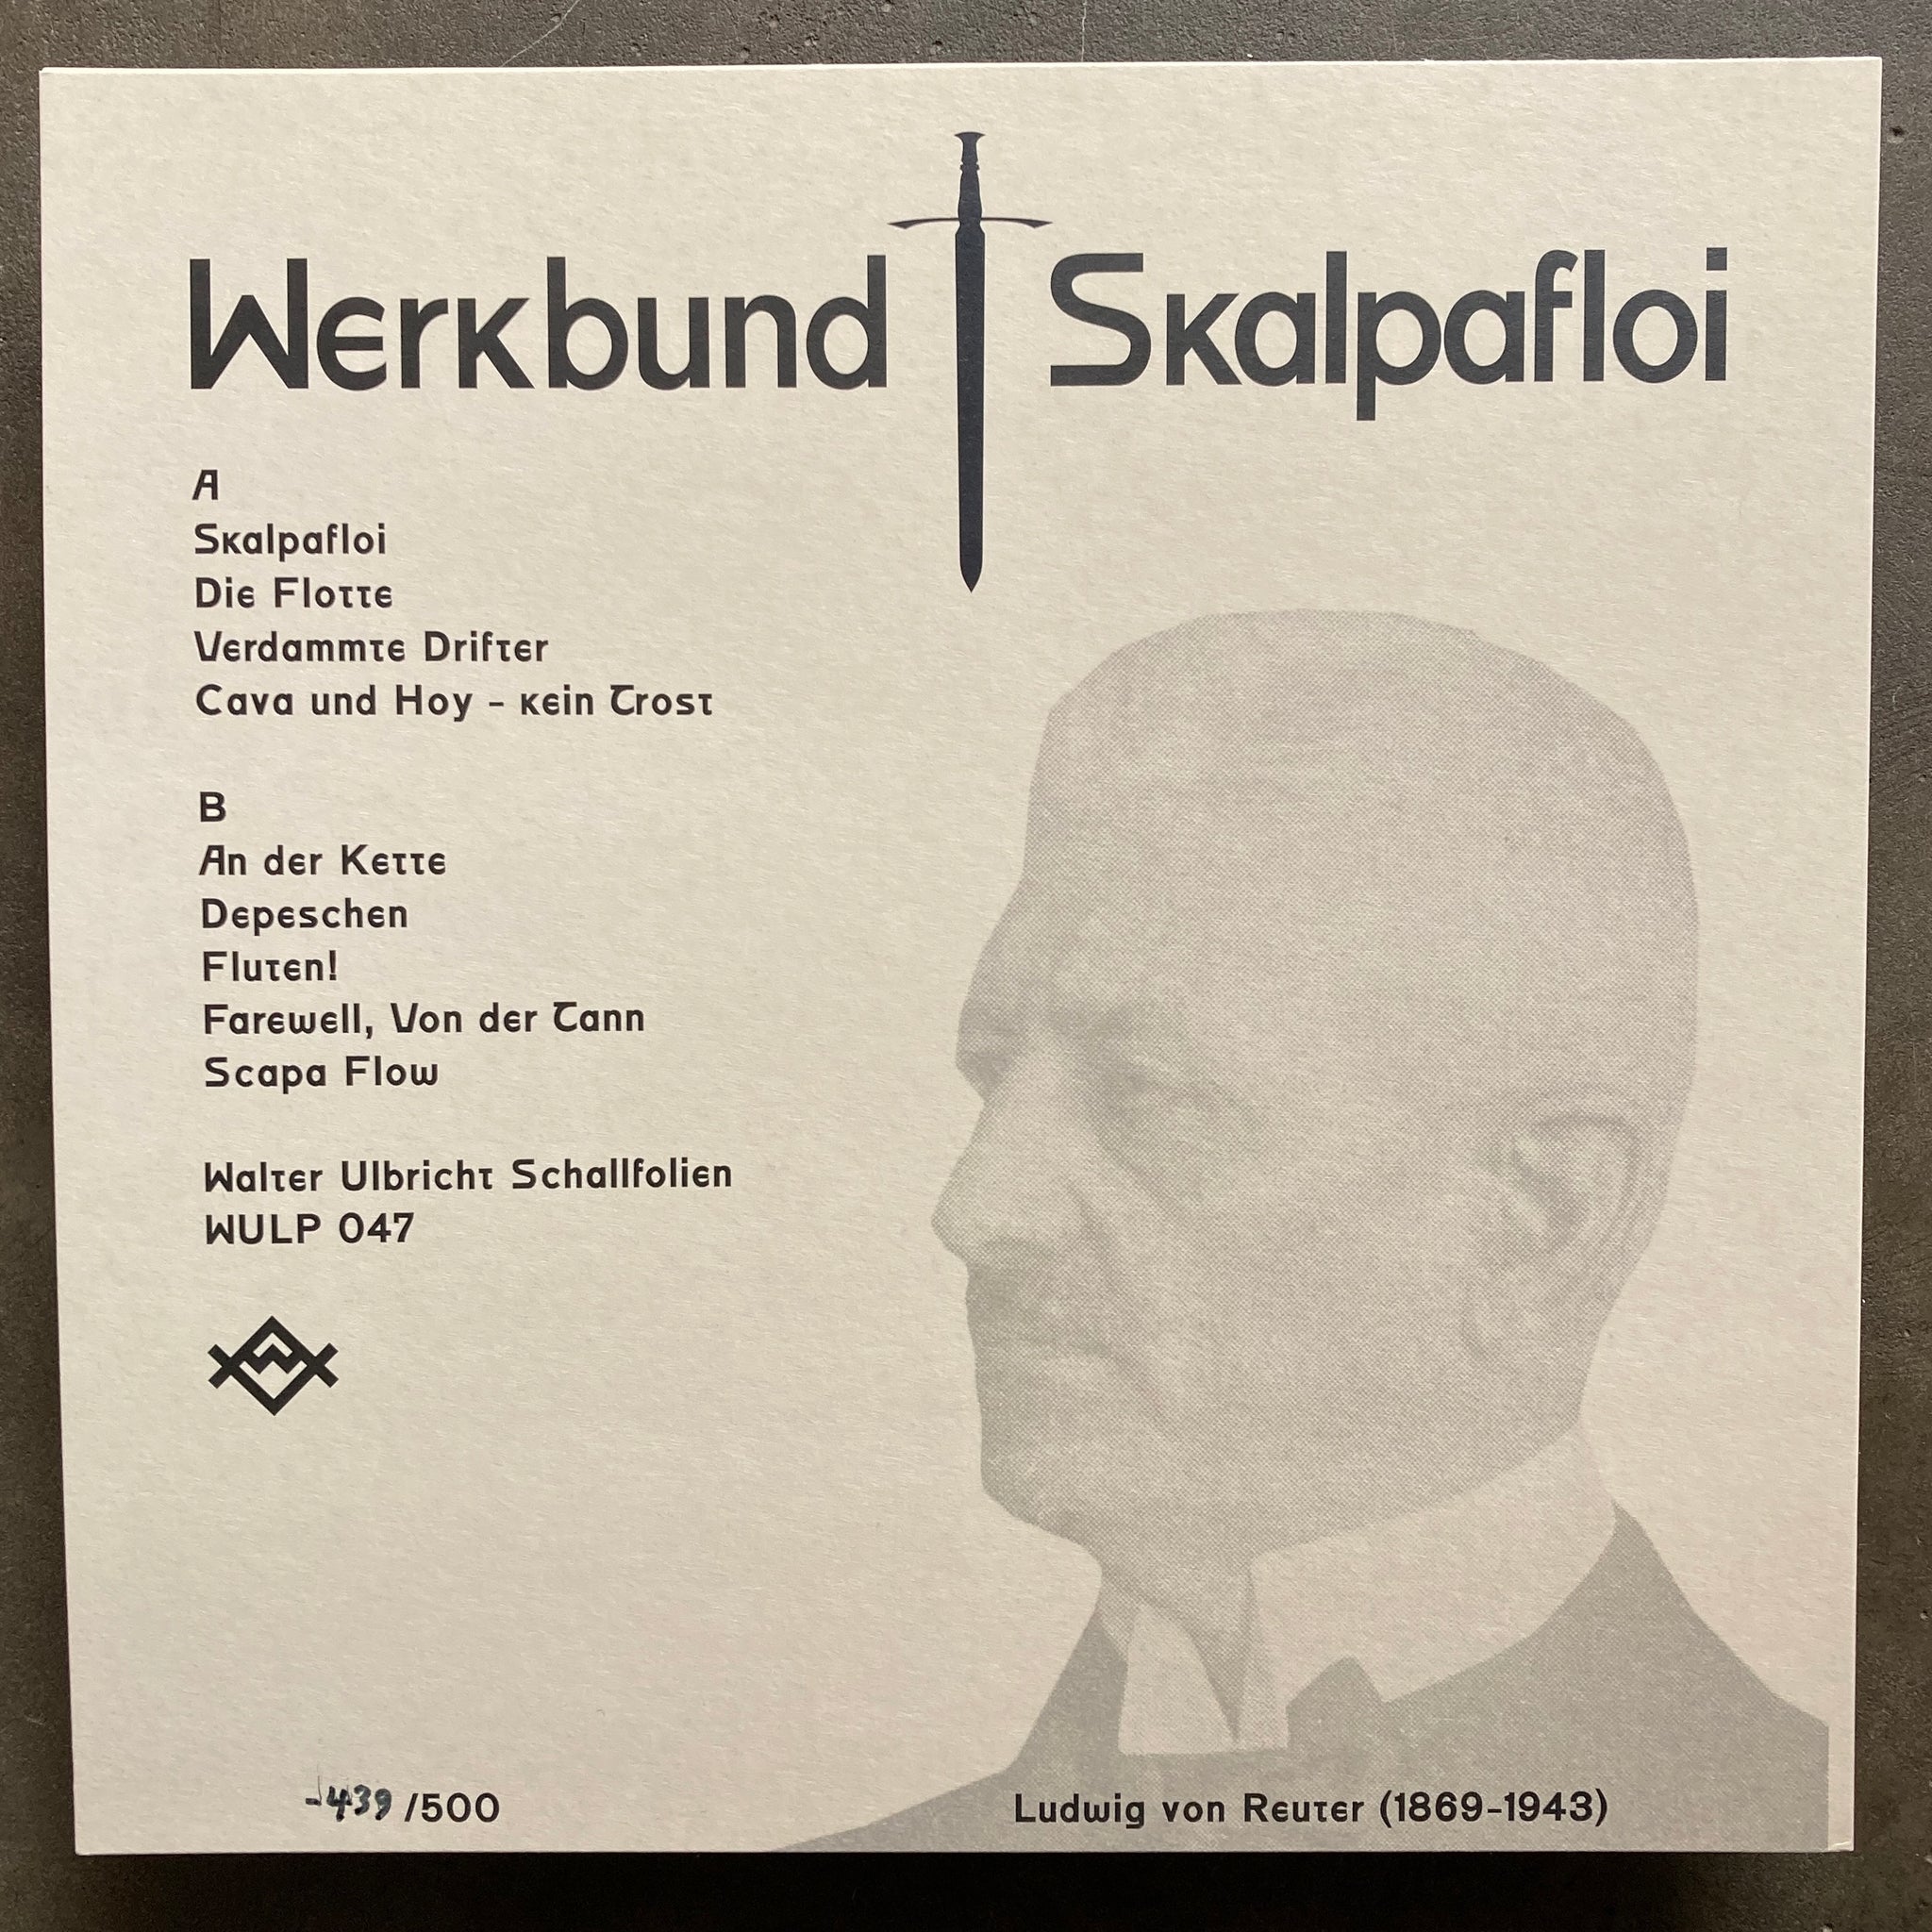 Werkbund Skalpafloi
A
Skalpafloi
Die Flotte
Verdammte Drifter
Cava und Hoy - kein Trost
B
An der Kette
Depeschen
Fluten!
Farewell, Von der Tann
Scapa Flow
Walter Ulbricht Schallfolien
WULP 047
439 /500
Ludwig von Reuter (1869-1943)